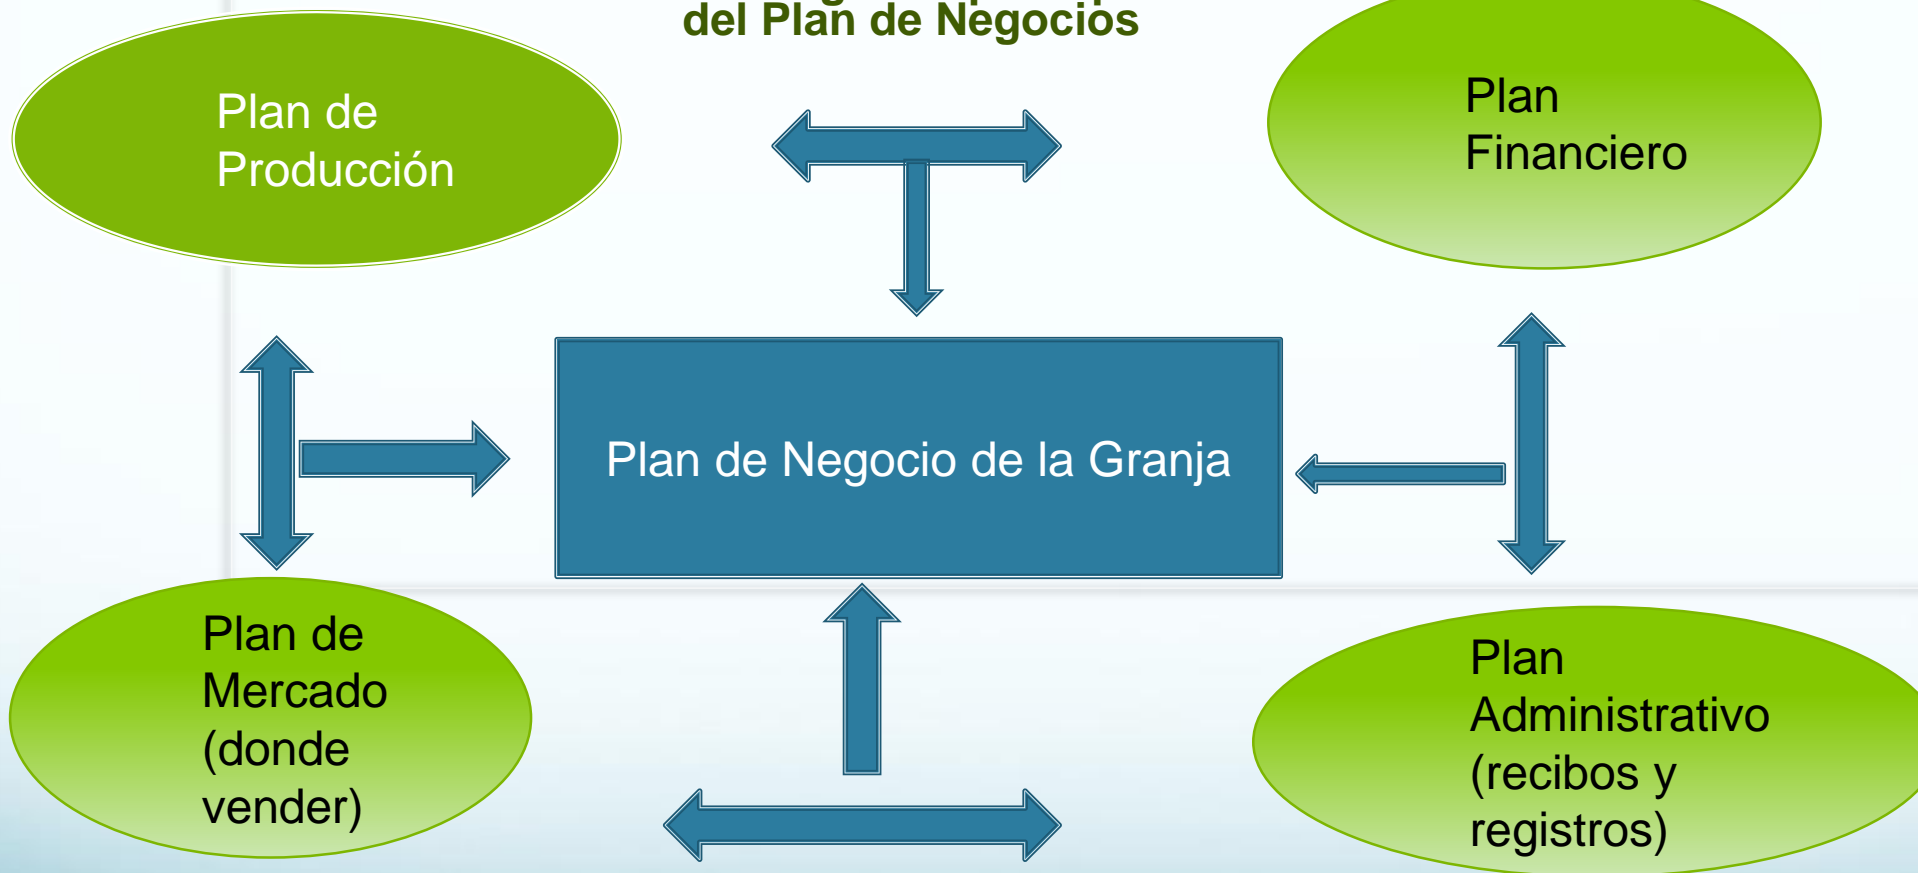 del Plan de Negocios
Plan de
Producción
Plan
Financiero
Plan de Negocio de la Granja
Plan de
Mercado
(donde
vender)
Plan
Administrativo
(recibos y
registros)